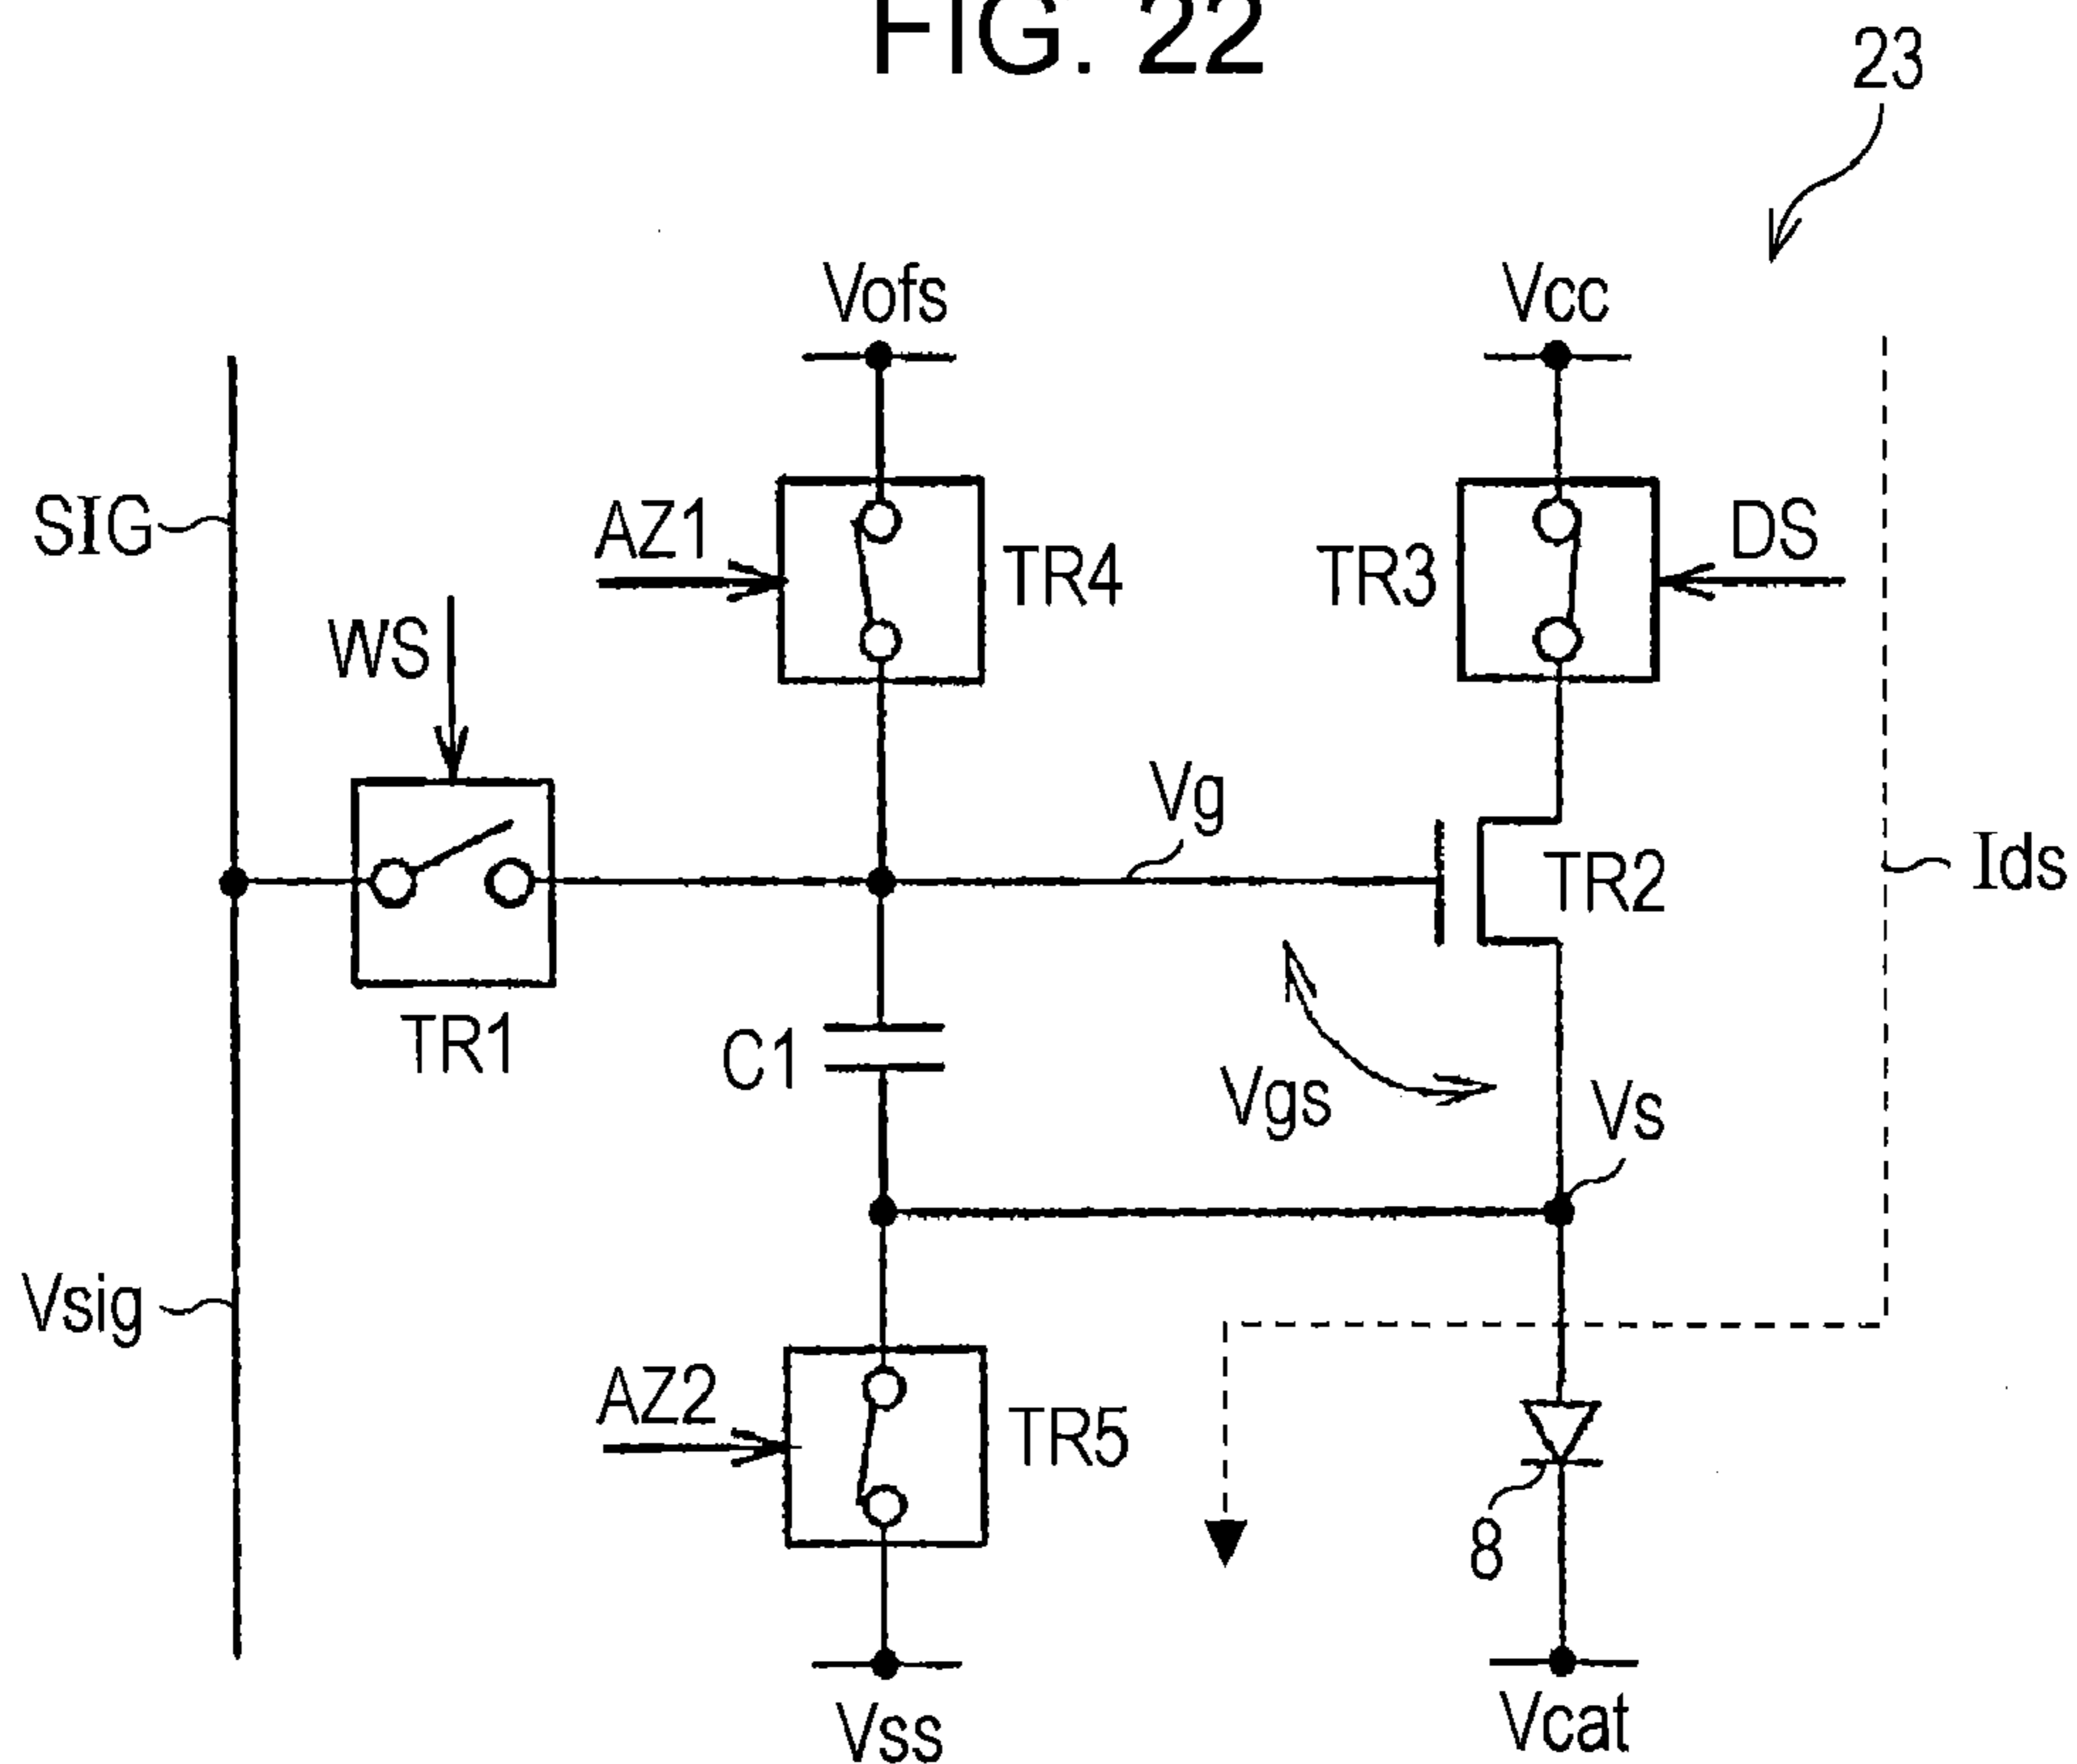 FIG. 22
23
Vofs
Vcc
SIG
AZ1
TR4
TR3
DS
WS
Vg
TR1
TR2
Ids
C1
Vgs
Vs
Vsig
AZ2
TR5
8
Vss
Vcat